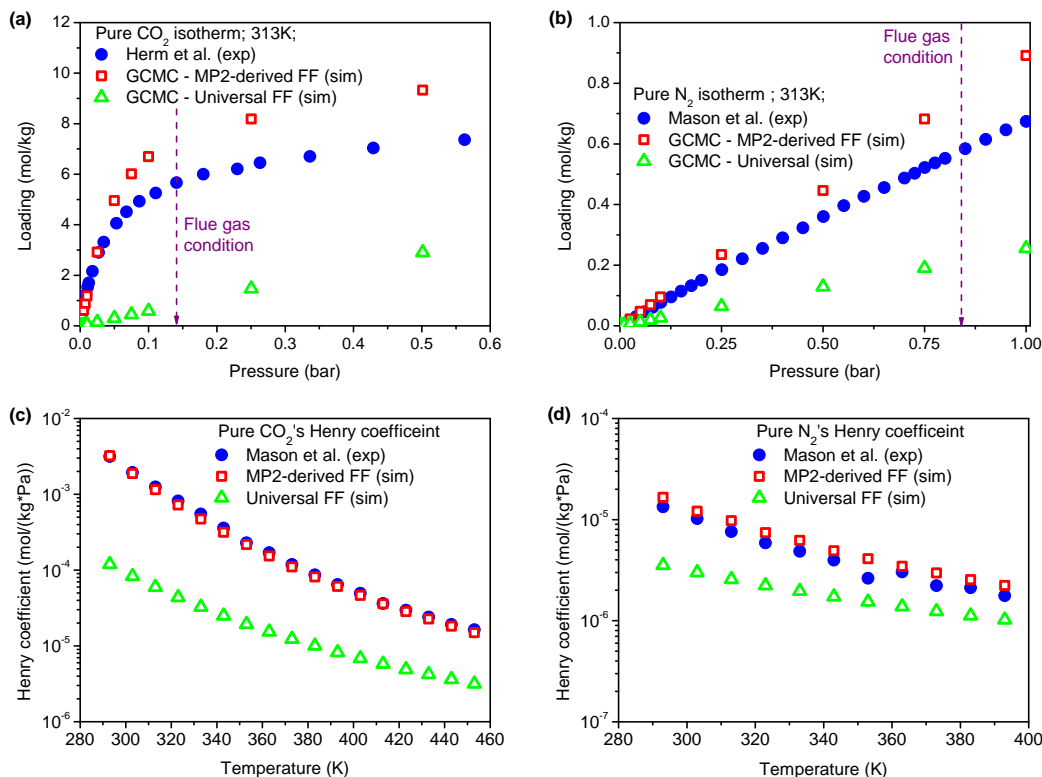 (a)
Pure CO2 isotherm; 313K;
Herm et al. (exp)
GCMC - MP2-derived FF (sim)
GCMC - Universal FF (sim)
Flue gas
condition
Loading (mol/kg)
12
10
8
6
4
2
0
0.0 0.1 0.2 0.3 0.4 0.5 0.6
Pressure (bar)
(b)
Flue gas
condition
Pure N2 isotherm ; 313K;
Mason et al. (exp)
GCMC - MP2-derived FF (sim)
GCMC - Universal (sim)
Loading (mol/kg)
1.0
0.8
0.6
0.4
0.2
0.0
0.00 0.25 0.50 0.75 1.00
Pressure (bar)
(c)
Pure CO2's Henry coefficeint
Mason et al. (exp)
MP2-derived FF (sim)
Universal FF (sim)
Henry coefficient (mol/(kg*Pa))
10-2
10-3
10-4
10-5
10-6
280 300 320 340 360 380 400 420 440 460
Temperature (K)
(d)
Pure N2's Henry coefficeint
Mason et al. (exp)
MP2-derived FF (sim)
Universal FF (sim)
Henry coefficient (mol/(kg*Pa))
10-4
10-5
10-6
10-7
280 300 320 340 360 380 400
Temperature (K)